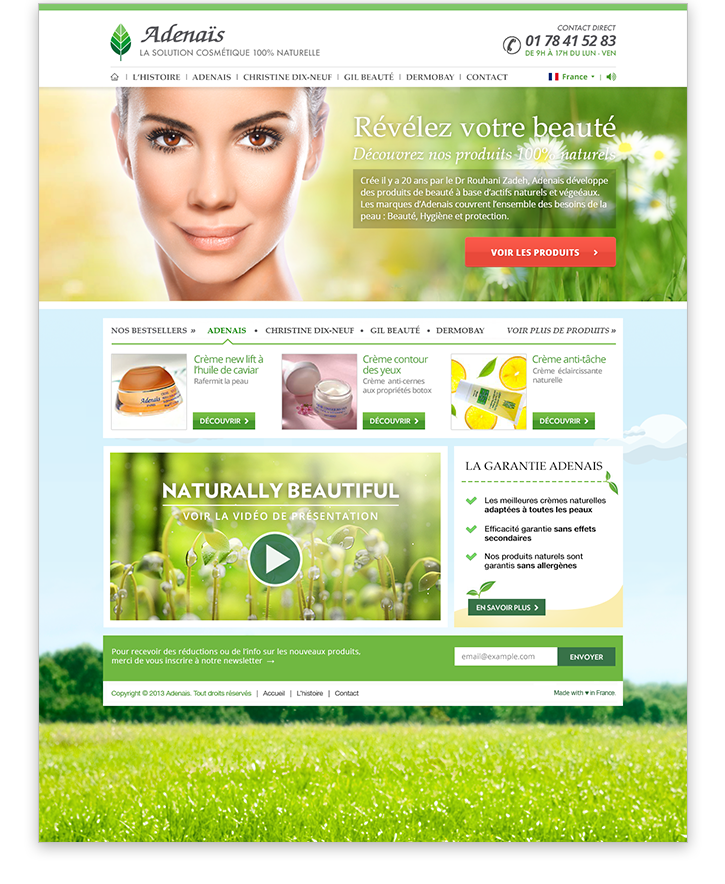 Adenaïs
LA SOLUTION COSMÉTIQUE 100% NATURELLE
CONTACT DIRECT
01 78 41 52 83
DE 9H À 17H DU LUN - VEN
L'HISTOIRE | ADENAIS | CHRISTINE DIX-NEUF | GIL BEAUTÉ | DERMOBAY | CONTACT
France
Révélez votre beauté
Découvrez nos produits 100% naturels
Crée il y a 20 ans par le Dr Rouhani Zadeh, Adenais développe
des produits de beauté à base d'actifs naturels et végeéaux.
Les marques d'Adenais couvrent l'ensemble des besoins de la
peau : Beauté, Hygiène et protection.
VOIR LES PRODUITS >
NOS BESTSELLERS » ADENAIS • CHRISTINE DIX-NEUF • GIL BEAUTÉ • DERMOBAY VOIR PLUS DE PRODUITS »
Crème new lift à
l'huile de caviar
Rafermit la peau
DÉCOUVRIR >
Adenaïs
Crème contour
des yeux
Crème anti-cernes
aux propriétés botox
DÉCOUVRIR >
Crème anti-tâche
Crème éclaircissante
naturelle
DÉCOUVRIR >
NATURALLY BEAUTIFUL
VOIR LA VIDÉO DE PRÉSENTATION
LA GARANTIE ADENAIS
Les meilleures crèmes naturelles
adaptées à toutes les peaux
Efficacité garantie sans effets
secondaires
Nos produits naturels sont
garantis sans allergènes
EN SAVOIR PLUS >
Pour recevoir des réductions ou de l'info sur les nouveaux produits,
merci de vous inscrire à notre newsletter →
email@example.com
ENVOYER
Copyright © 2013 Adenais. Tout droits réservés | Accueil | L'histoire | Contact
Made with ♥ in France.